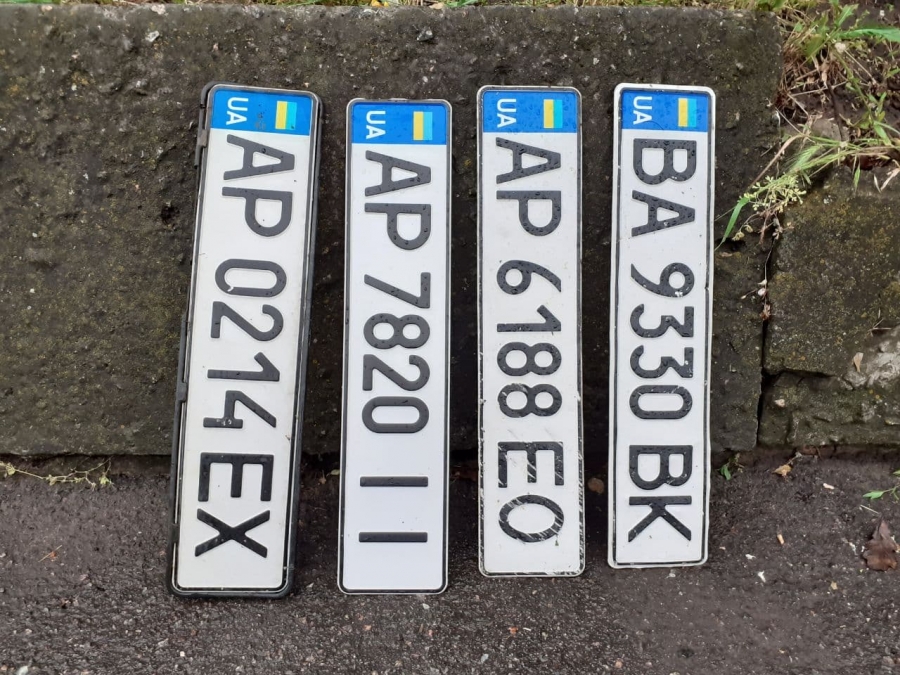 UA
AP 0214 EX
UA
AP 7820 II
UA
AP 6188 EO
UA
BA 9330 BK